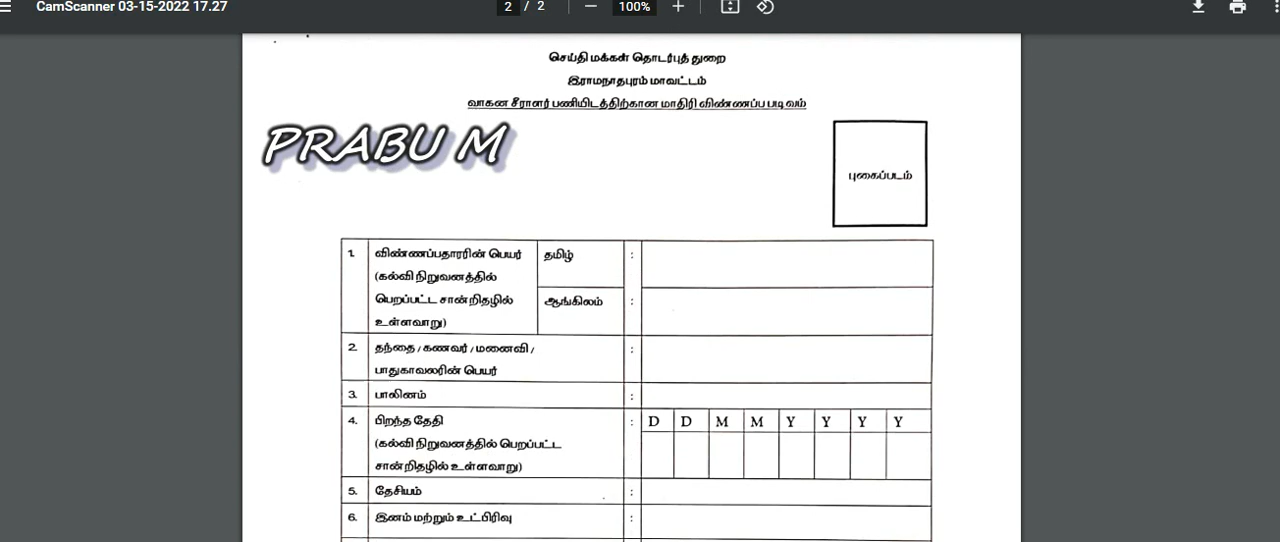 CamScanner 03-15-2022 17.27
2 / 2
100%
செய்தி மக்கள் தொடர்புத் துறை
இராமநாதபுரம் மாவட்டம்
வாகன சீராளர் பணியிடத்திற்கான மாதிரி விண்ணப்ப படிவம்
PRABU M
புகைப்படம்
1. விண்ணப்பதாரரின் பெயர் தமிழ் :
(கல்வி நிறுவனத்தில்
பெறப்பட்ட சான்றிதழில் ஆங்கிலம் :
உள்ளவாறு)
2. தந்தை / கணவர் / மனைவி / :
பாதுகாவலரின் பெயர்
3. பாலினம் :
4. பிறந்த தேதி : D D M M Y Y Y Y
(கல்வி நிறுவனத்தில் பெறப்பட்ட
சான்றிதழில் உள்ளவாறு)
5. தேசியம் :
6. இனம் மற்றும் உட்பிரிவு :